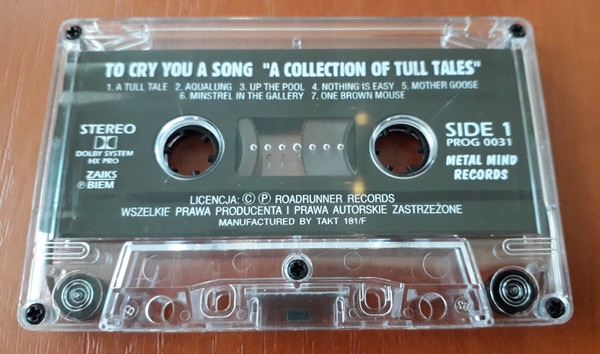 TO CRY YOU A SONG "A COLLECTION OF TULL TALES"
1. A TULL TALE 2. AQUALUNG 3. UP THE POOL 4. NOTHING IS EASY 5. MOTHER GOOSE
6. MINSTREL IN THE GALLERY 7. ONE BROWN MOUSE
STEREO
DOLBY SYSTEM
HX PRO
ZAIKS
℗ BIEM
SIDE 1
PROG 0031
METAL MIND
RECORDS
LICENCJA: © ℗ ROADRUNNER RECORDS
WSZELKIE PRAWA PRODUCENTA I PRAWA AUTORSKIE ZASTRZEŻONE
MANUFACTURED BY TAKT 181/F